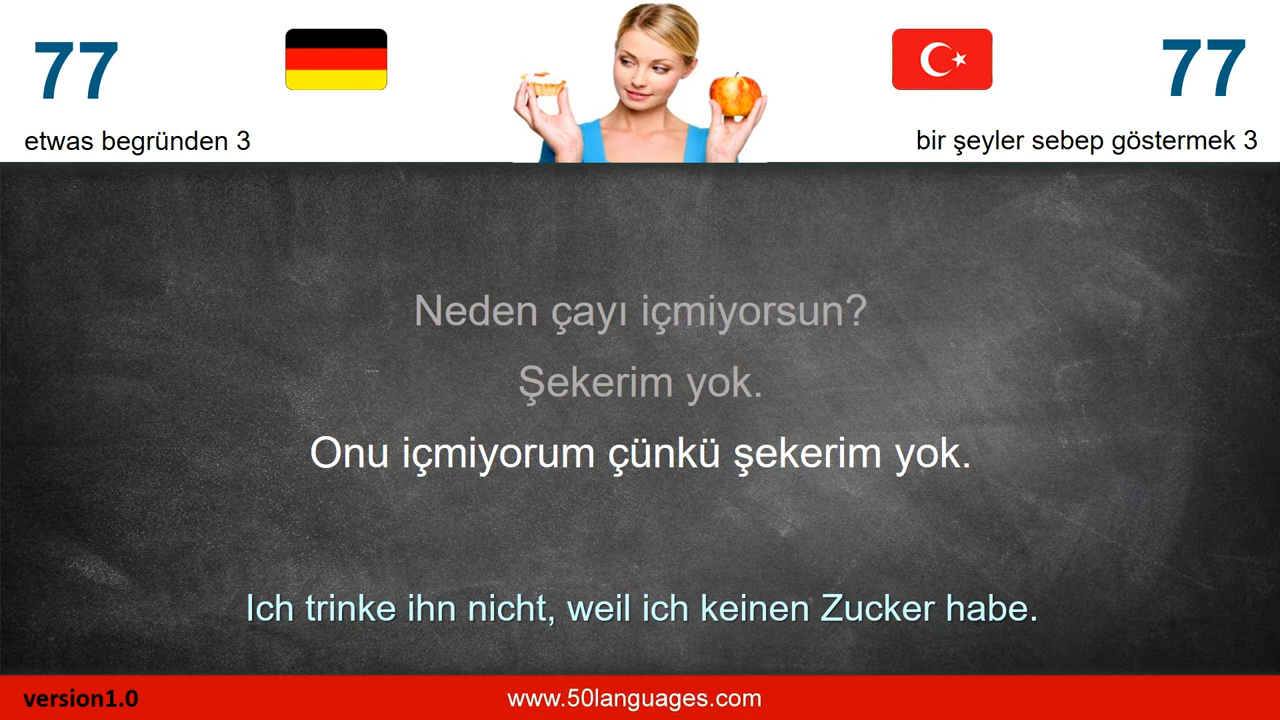 77
77
etwas begründen 3
bir şeyler sebep göstermek 3
Neden çayı içmiyorsun?
Şekerim yok.
Onu içmiyorum çünkü şekerim yok.
Ich trinke ihn nicht, weil ich keinen Zucker habe.
version1.0
www.50languages.com